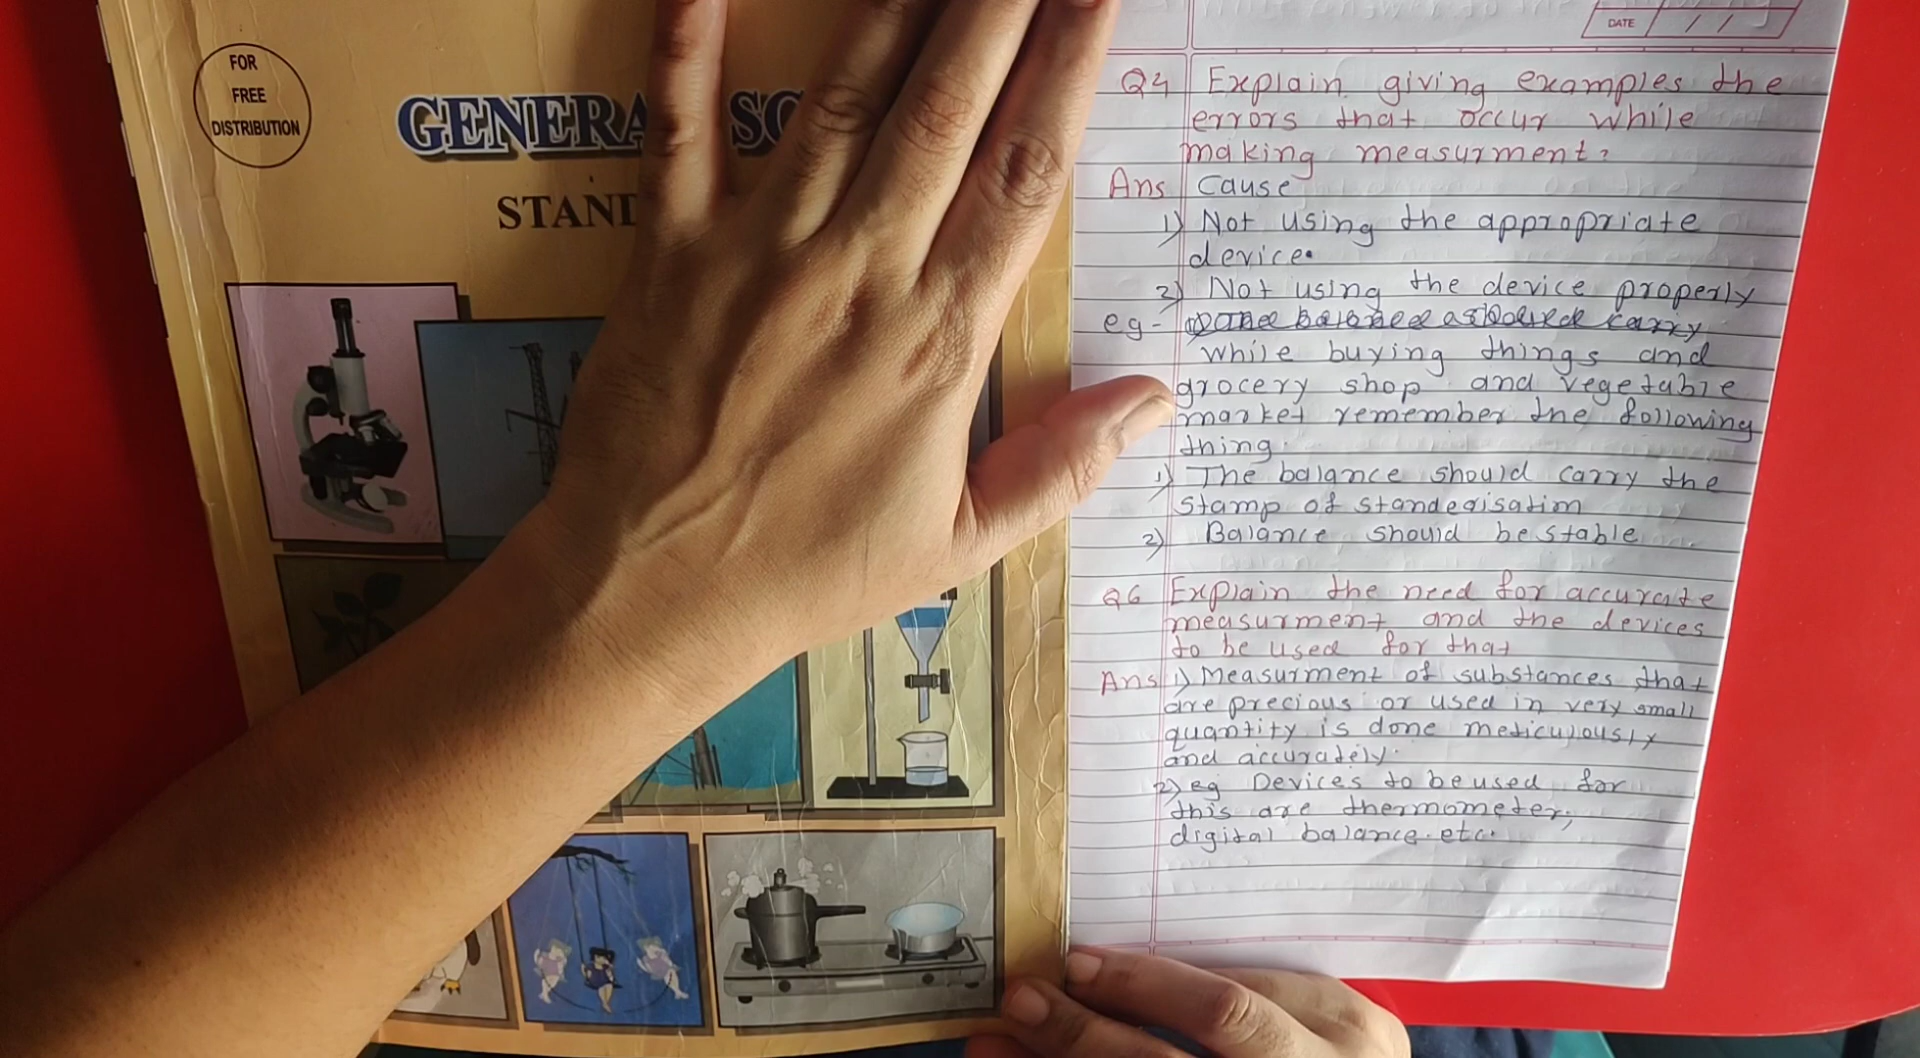 FOR
FREE
DISTRIBUTION
GENERA SC
STAND
DATE / /
Q4 Explain giving examples the
errors that occur while
making measurment?
Ans Cause
1) Not using the appropriate
device.
2) Not using the device properly
eg - carry
while buying things and
grocery shop and vegetable
market remember the following
thing.
1) The balance should carry the
stamp of standegisation
2) Balance should be stable
Q6 Explain the need for accurate
measurment and the devices
to be used for that
Ans 1) Measurment of substances that
are precious or used in very small
quantity is done meticulously
and accurately.
2) eg Devices to be used for
this are thermometer,
digital balance.etc.